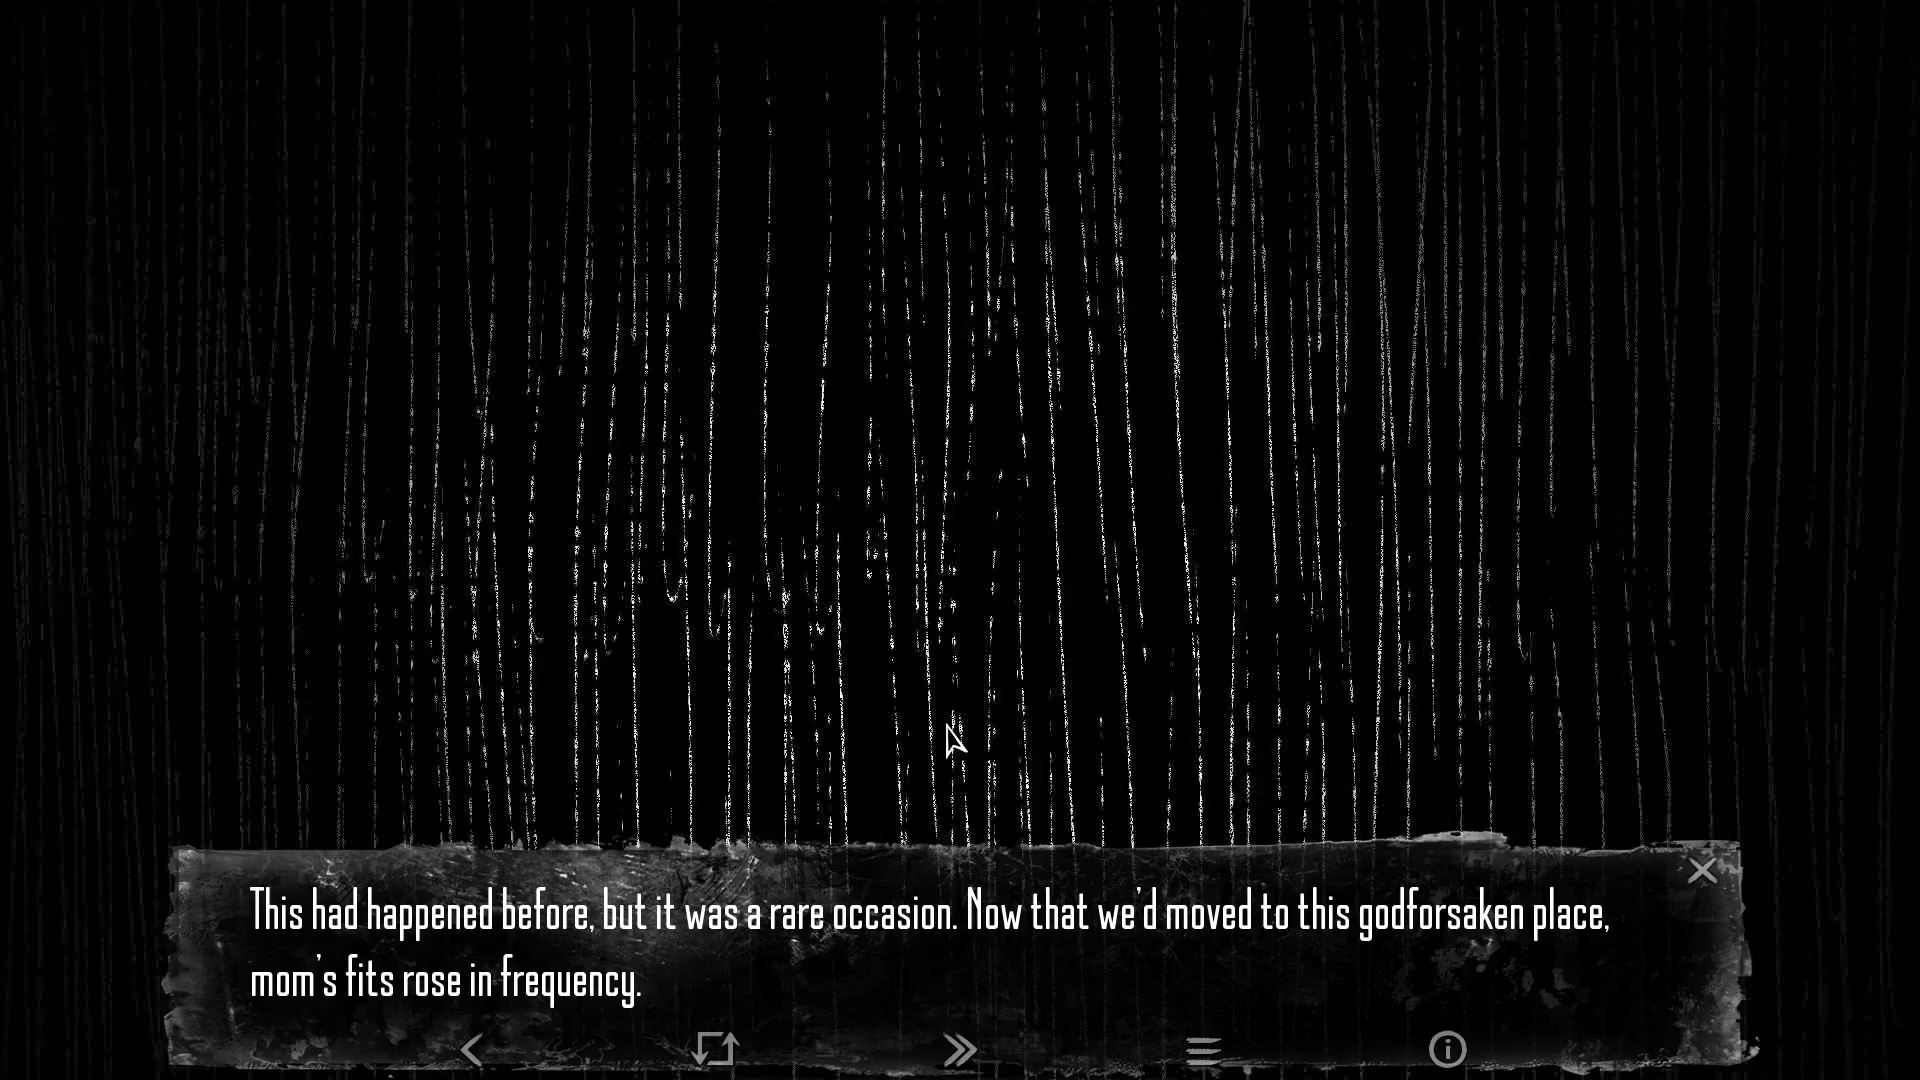 This had happened before, but it was a rare occasion. Now that we'd moved to this godforsaken place,
mom's fits rose in frequency.